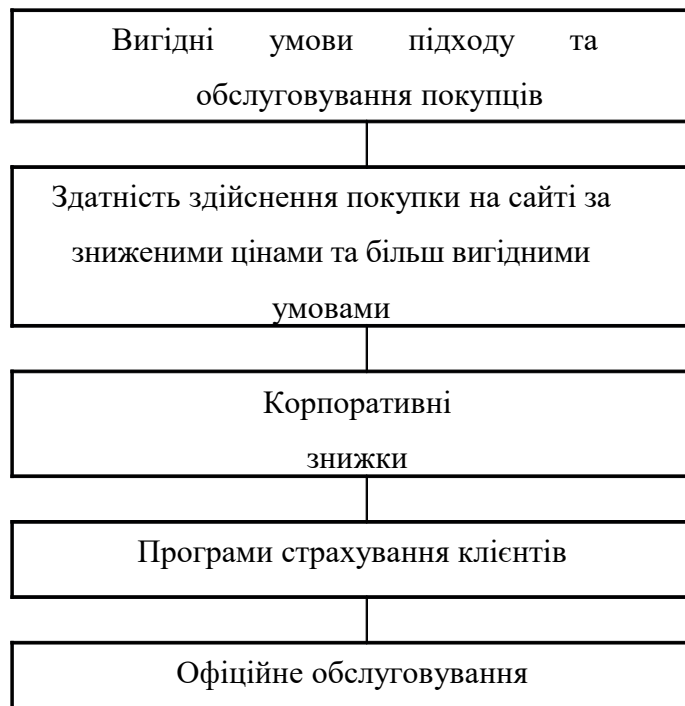 Вигідні умови підходу та
обслуговування покупців
Здатність здійснення покупки на сайті за
зниженими цінами та більш вигідними
умовами
Корпоративні
знижки
Програми страхування клієнтів
Офіційне обслуговування